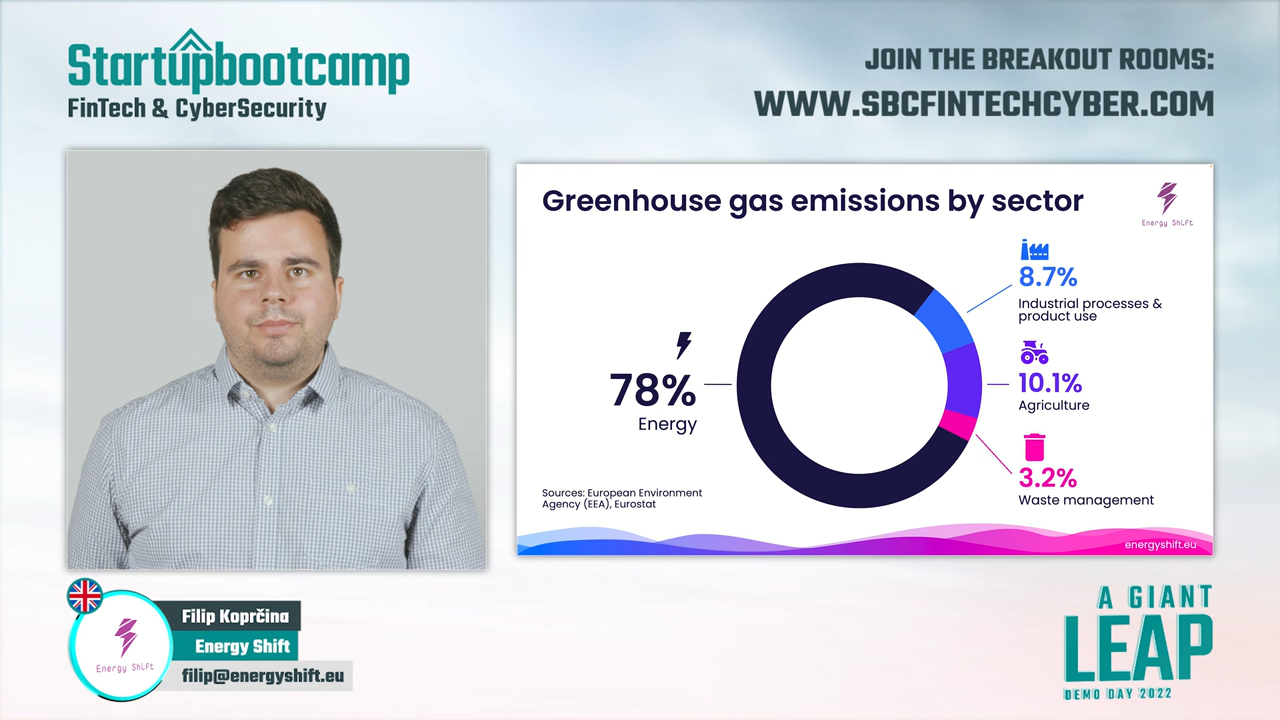 Startupbootcamp
FinTech & CyberSecurity
JOIN THE BREAKOUT ROOMS:
WWW.SBCFINTECHCYBER.COM
Greenhouse gas emissions by sector
Energy Shift
8.7%
Industrial processes &
product use
78%
Energy
10.1%
Agriculture
3.2%
Waste management
Sources: European Environment
Agency (EEA), Eurostat
energyshift.eu
Energy Shift
Filip Koprčina
Energy Shift
filip@energyshift.eu
A GIANT
LEAP
DEMO DAY 2022